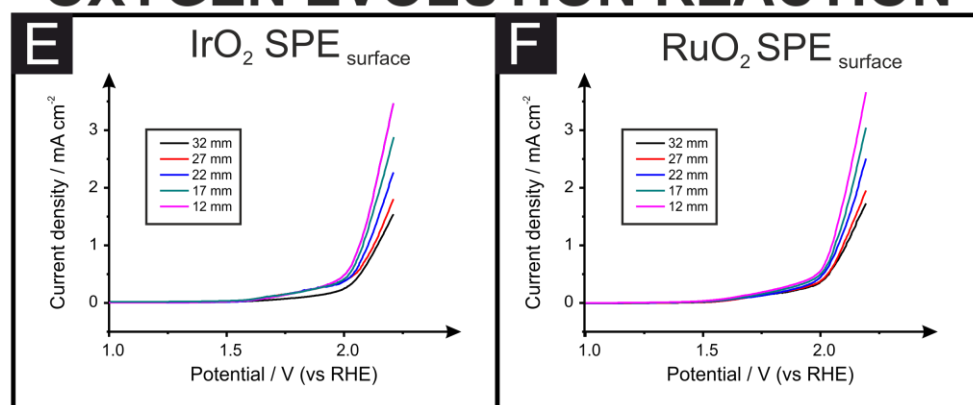 OXYGEN EVOLUTION REACTION
E
IrO₂ SPE surface
Current density / mA cm⁻²
3
2
1
0
32 mm
27 mm
22 mm
17 mm
12 mm
1.0 1.5 2.0
Potential / V (vs RHE)
F
RuO₂ SPE surface
Current density / mA cm⁻²
3
2
1
0
32 mm
27 mm
22 mm
17 mm
12 mm
1.0 1.5 2.0
Potential / V (vs RHE)